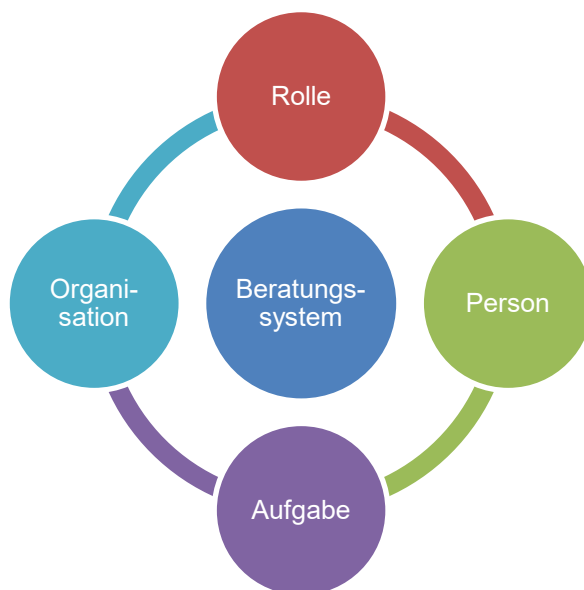 Rolle
Organi-
sation
Beratungs-
system
Person
Aufgabe